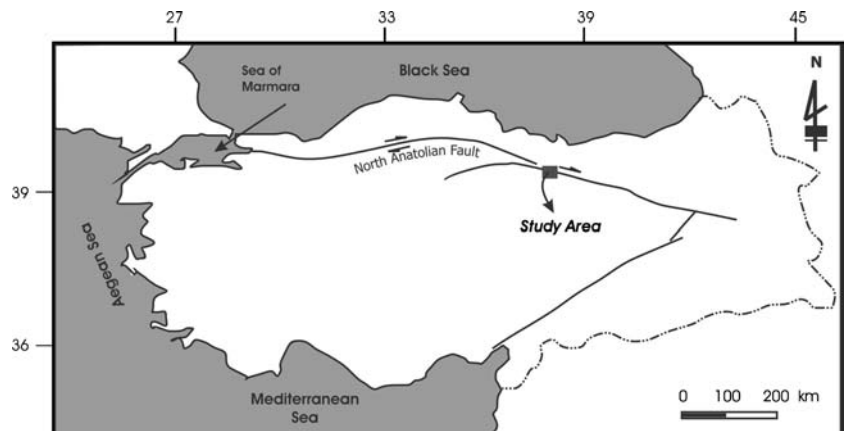 27 33 39 45
N
Sea of
Marmara
Black Sea
North Anatolian Fault
39
Study Area
Aegean Sea
36
Mediterranean
Sea
0 100 200 km